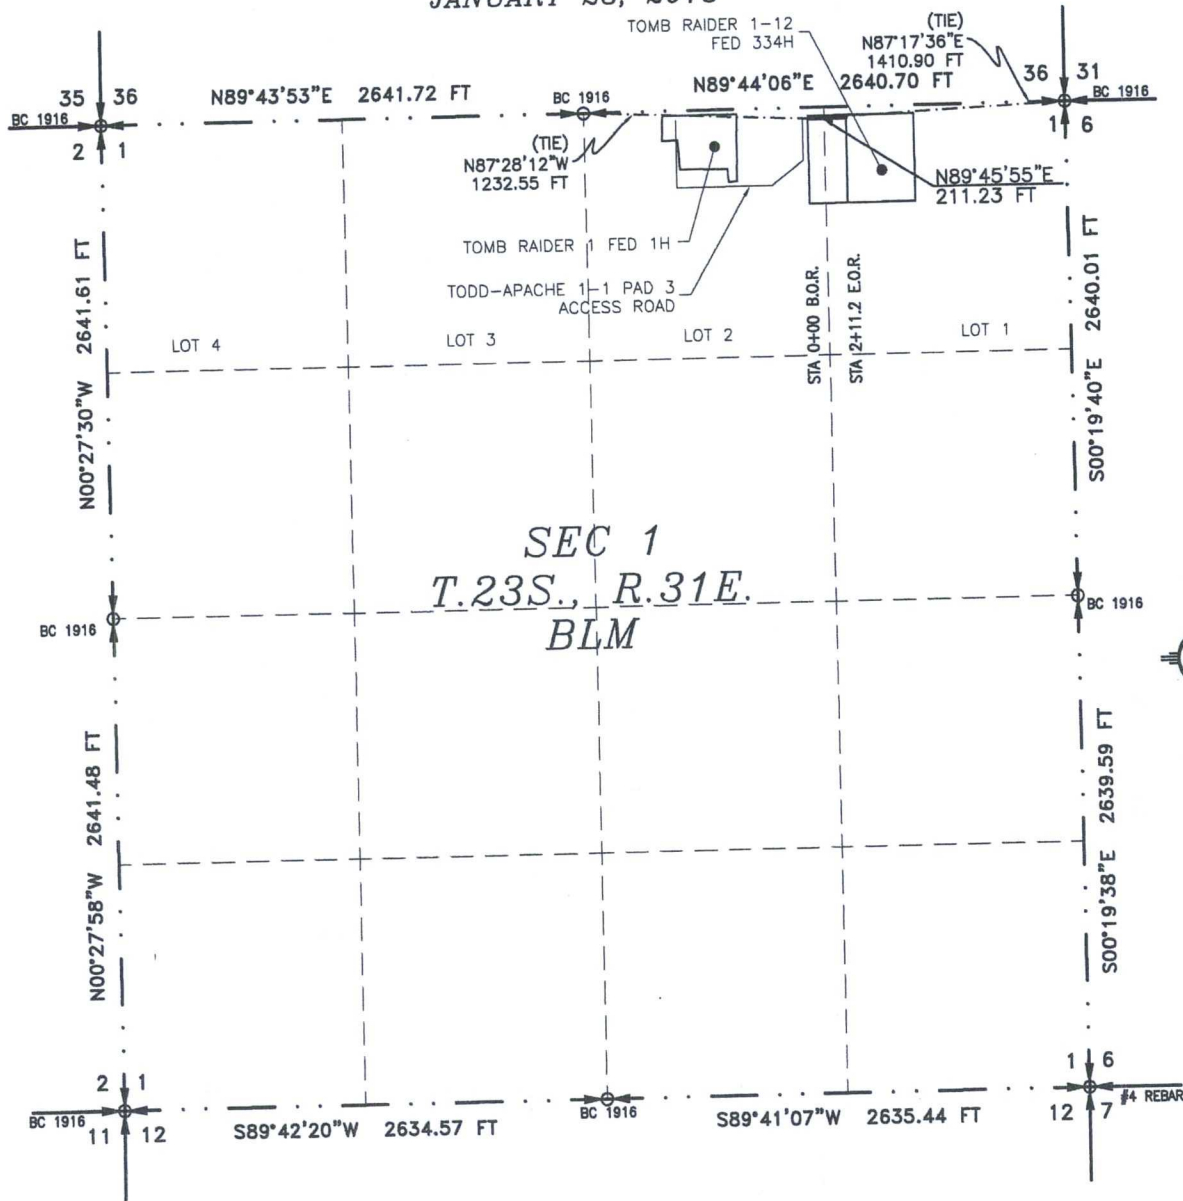 TOMB RAIDER 1-12
FED 334H
(TIE)
N87°17'36"E
1410.90 FT
35 36
N89°43'53"E 2641.72 FT
BC 1916
N89°44'06"E 2640.70 FT
36 31
BC 1916
BC 1916
2 1
1 6
(TIE)
N87°28'12"W
1232.55 FT
N89°45'55"E
211.23 FT
TOMB RAIDER 1 FED 1H
TODD-APACHE 1-1 PAD 3
ACCESS ROAD
STA 0+00 B.O.R.
STA 2+11.2 E.O.R.
LOT 4
LOT 3
LOT 2
LOT 1
N00°27'30"W 2641.61 FT
S00°19'40"E 2640.01 FT
SEC 1
T.23S., R.31E.
BLM
BC 1916
BC 1916
N00°27'58"W 2641.48 FT
S00°19'38"E 2639.59 FT
2 1
1 6
BC 1916
11 12
S89°42'20"W 2634.57 FT
BC 1916
S89°41'07"W 2635.44 FT
12 7
#4 REBAR